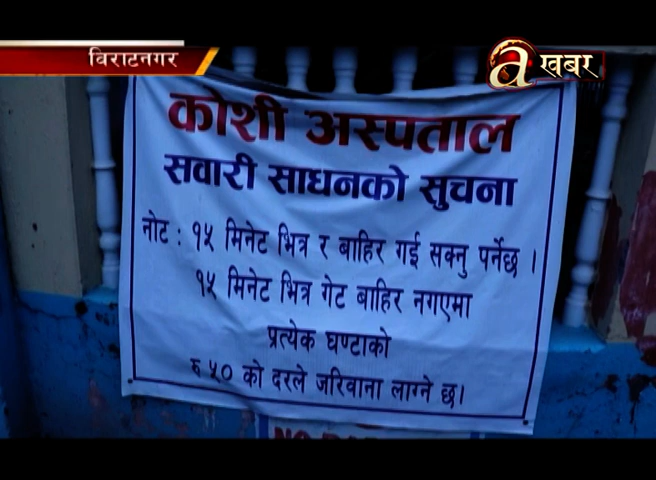 विराटनगर
a खबर
कोशी अस्पताल
सवारी साधनको सुचना
नोट : १५ मिनेट भित्र र बाहिर गई सक्नु पर्नेछ ।
१५ मिनेट भित्र गेट बाहिर नगएमा
प्रत्येक घण्टाको
रु ५० को दरले जरिवाना लाग्ने छ।